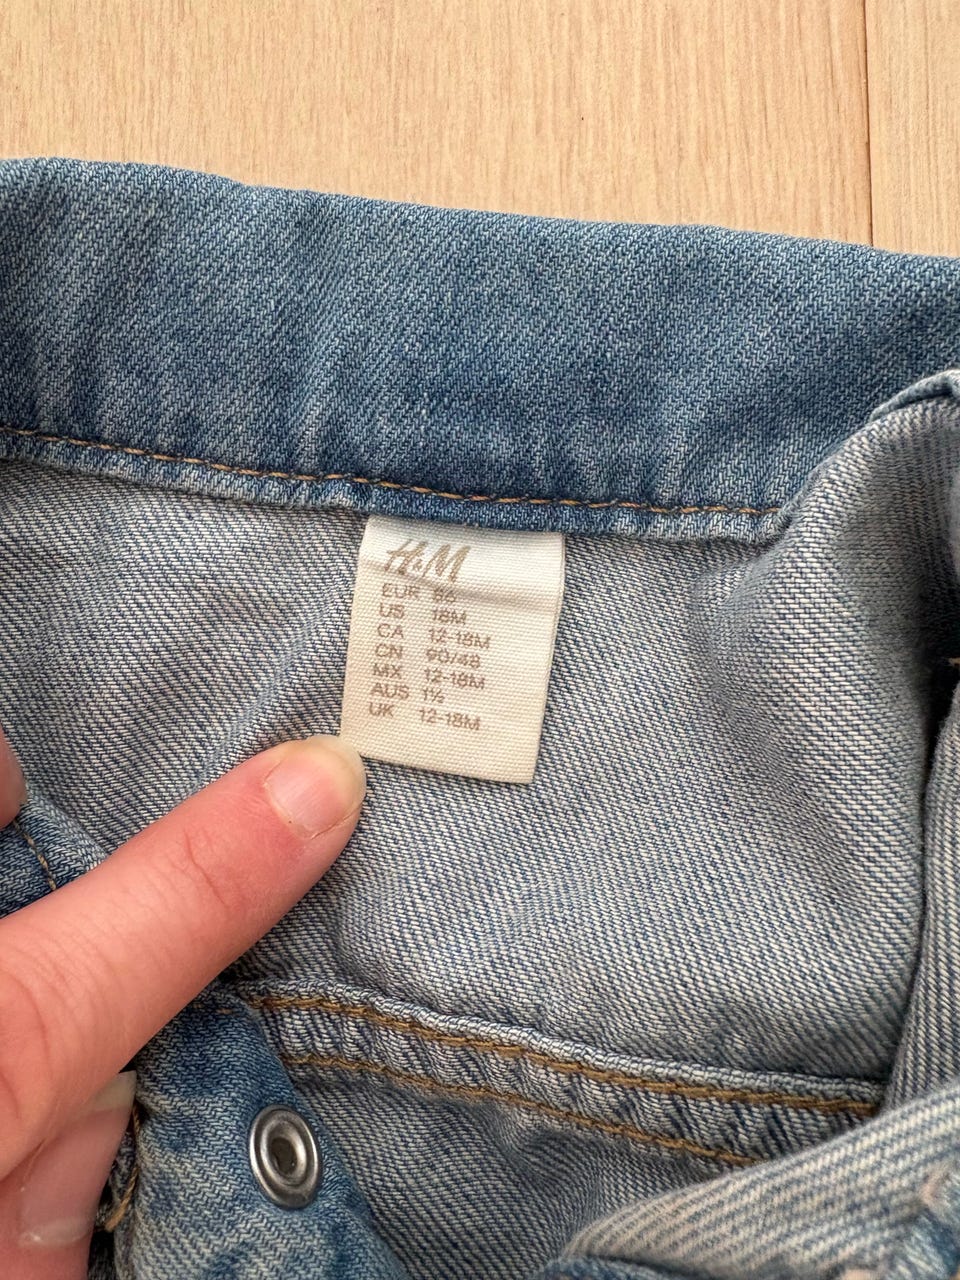 H&M
EUR 86
US 18M
CA 12-18M
CN 90/48
MX 12-18M
AUS 1½
UK 12-18M